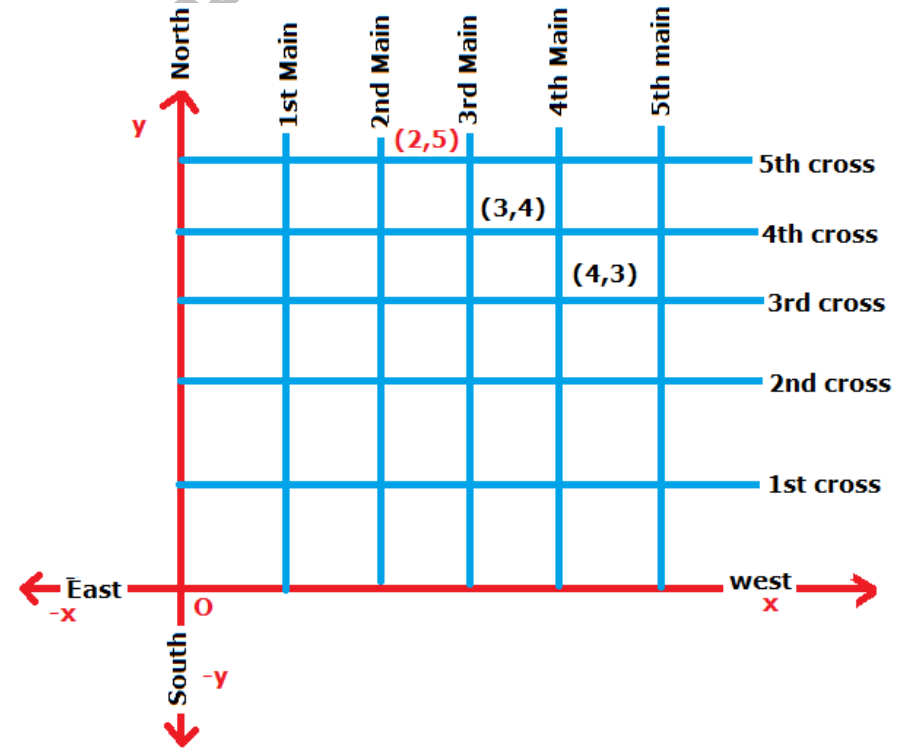 North
1st Main
2nd Main
3rd Main
4th Main
5th main
y
(2,5)
5th cross
(3,4)
4th cross
(4,3)
3rd cross
2nd cross
1st cross
East
west
-x
O
x
South
-y